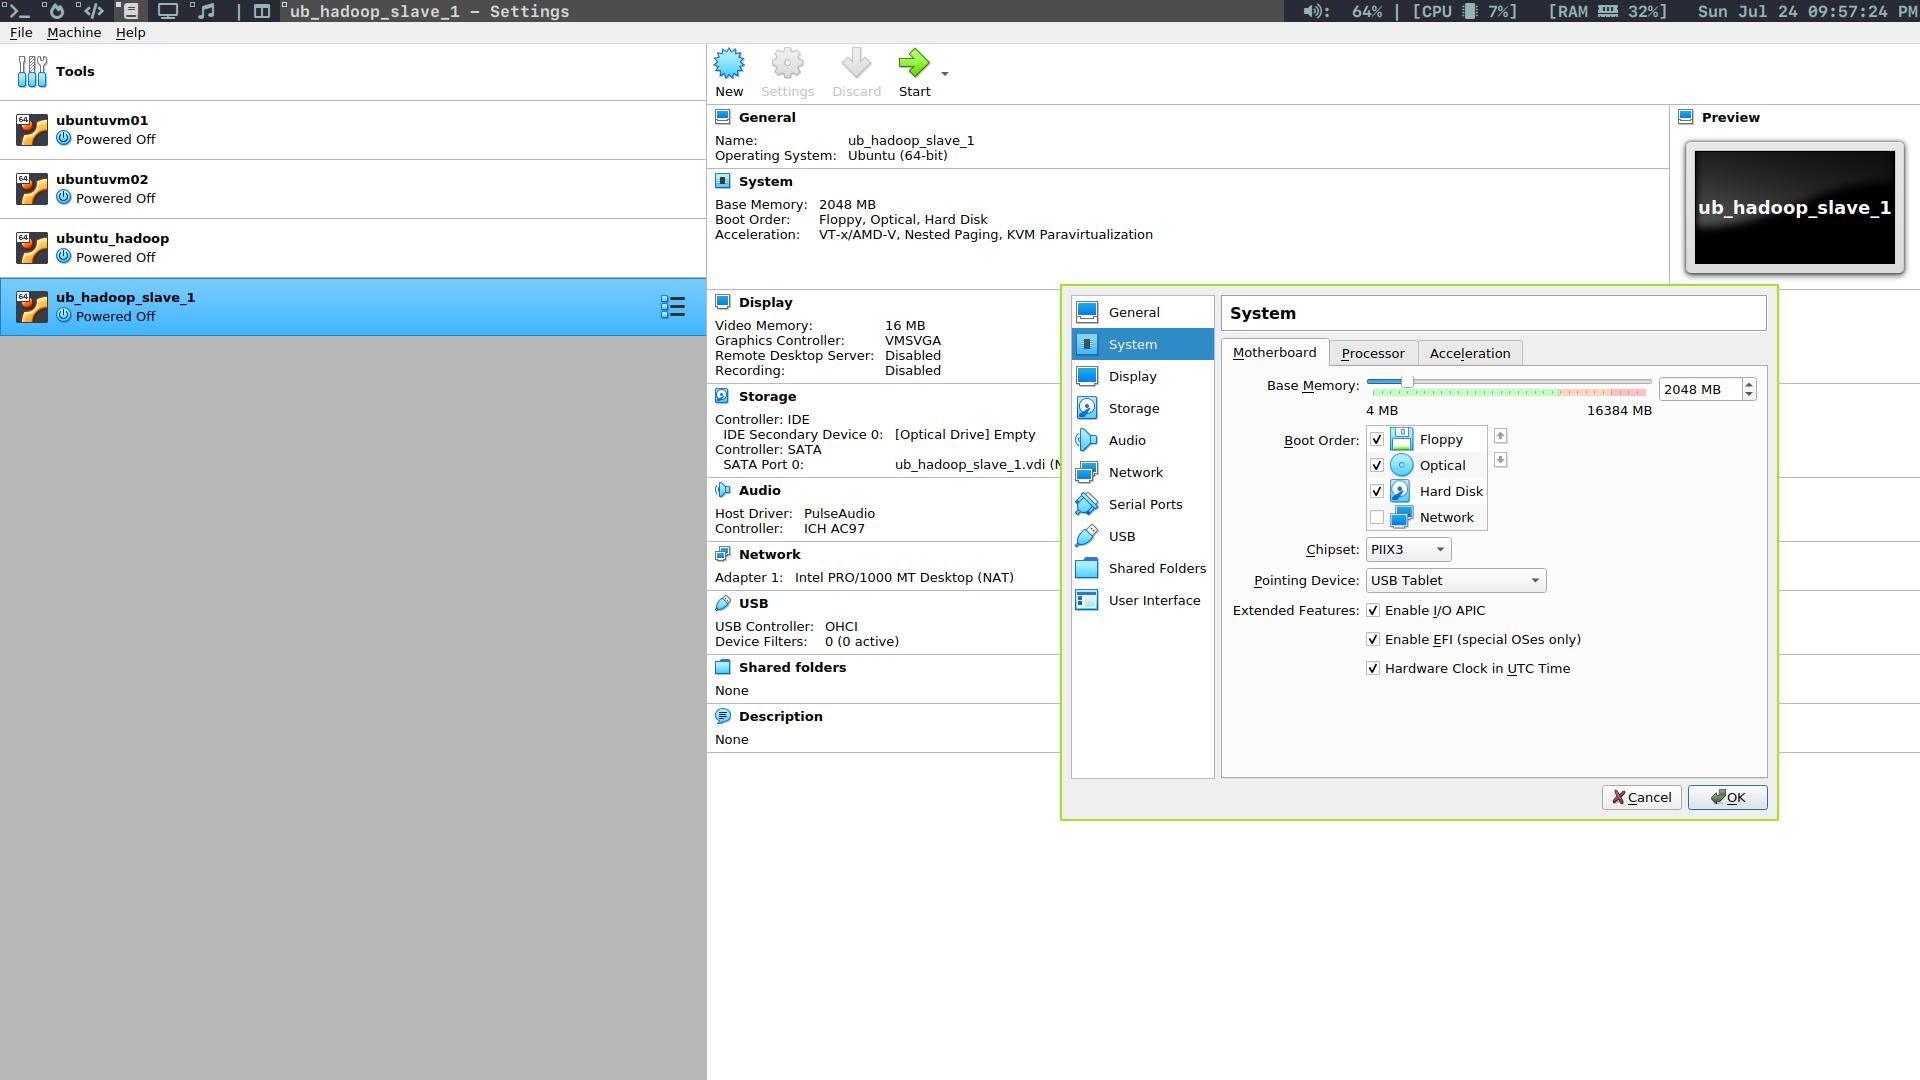 ub_hadoop_slave_1 – Settings
64% | [CPU 7%] [RAM 32%] Sun Jul 24 09:57:24 PM
File Machine Help
Tools
64
ubuntuvm01
Powered Off
64
ubuntuvm02
Powered Off
64
ubuntu_hadoop
Powered Off
64
ub_hadoop_slave_1
Powered Off
New Settings Discard Start
General
Name: ub_hadoop_slave_1
Operating System: Ubuntu (64-bit)
System
Base Memory: 2048 MB
Boot Order: Floppy, Optical, Hard Disk
Acceleration: VT-x/AMD-V, Nested Paging, KVM Paravirtualization
Preview
ub_hadoop_slave_1
Display
Video Memory: 16 MB
Graphics Controller: VMSVGA
Remote Desktop Server: Disabled
Recording: Disabled
Storage
Controller: IDE
IDE Secondary Device 0: [Optical Drive] Empty
Controller: SATA
SATA Port 0: ub_hadoop_slave_1.vdi (N
Audio
Host Driver: PulseAudio
Controller: ICH AC97
Network
Adapter 1: Intel PRO/1000 MT Desktop (NAT)
USB
USB Controller: OHCI
Device Filters: 0 (0 active)
Shared folders
None
Description
None
General
System
Display
Storage
Audio
Network
Serial Ports
USB
Shared Folders
User Interface
System
Motherboard Processor Acceleration
Base Memory: 2048 MB
4 MB 16384 MB
Boot Order: Floppy
Optical
Hard Disk
Network
Chipset: PIIX3
Pointing Device: USB Tablet
Extended Features: Enable I/O APIC
Enable EFI (special OSes only)
Hardware Clock in UTC Time
Cancel OK